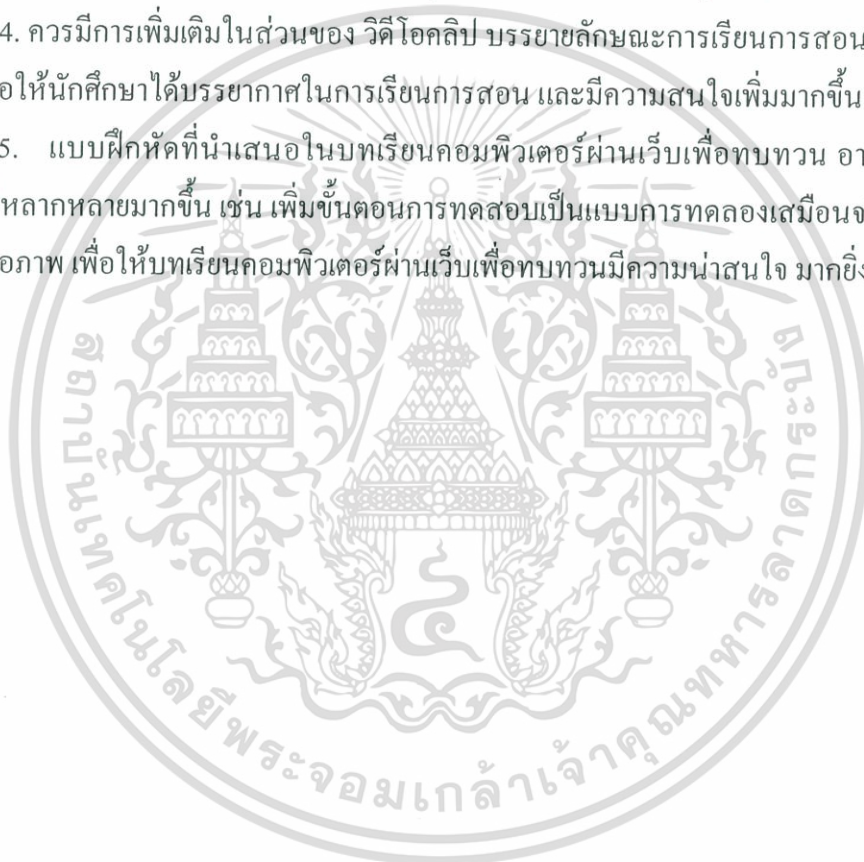 4. ควรมีการเพิ่มเติมในส่วนของ วิดีโอคลิป บรรยายลักษณะการเรียนการสอน
อให้นักศึกษาได้บรรยากาศในการเรียนการสอน และมีความสนใจเพิ่มมากขึ้น
5. แบบฝึกหัดที่นำเสนอในบทเรียนคอมพิวเตอร์ผ่านเว็บเพื่อทบทวน อา
หลากหลายมากขึ้น เช่น เพิ่มขั้นตอนการทดสอบเป็นแบบการทดลองเสมือนจ
อภาพ เพื่อให้บทเรียนคอมพิวเตอร์ผ่านเว็บเพื่อทบทวนมีความน่าสนใจ มากยิ่ง
๔
สถาบันเทคโนโลยีพระจอมเกล้าเจ้าคุณทหารลาดกระบัง